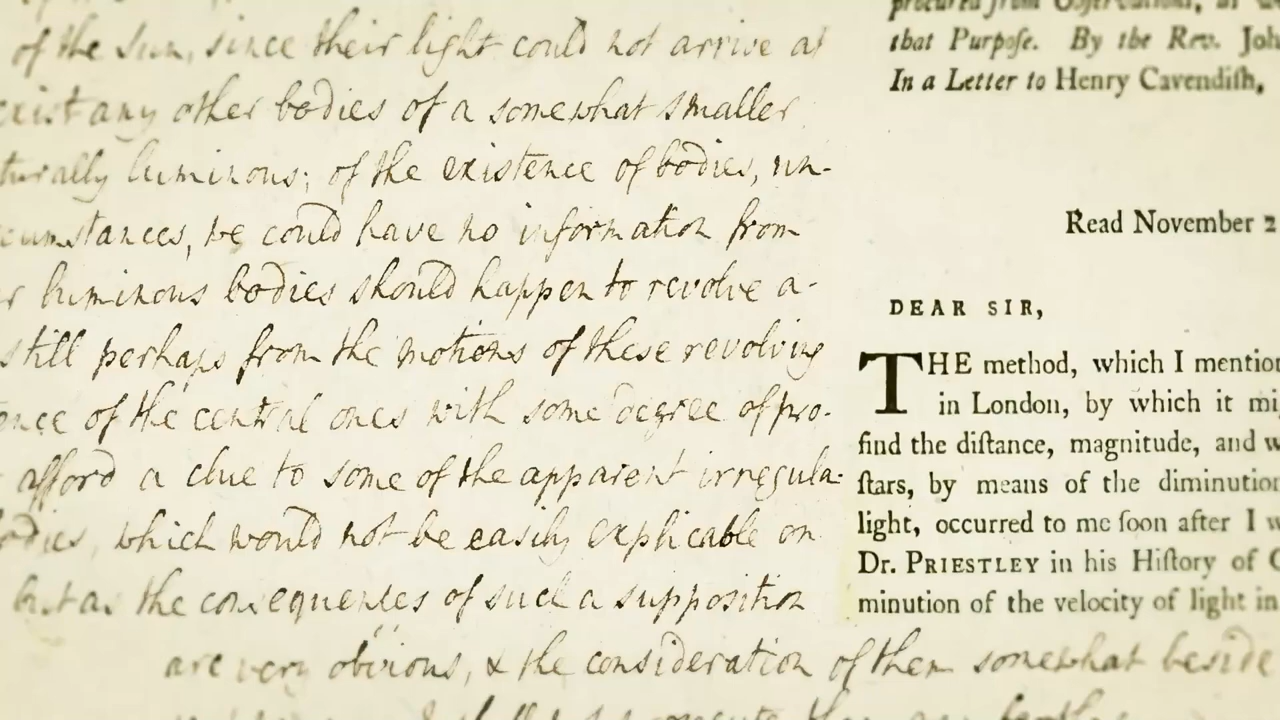 of the Sun, since their light could not arrive at
exist any other bodies of a somewhat smaller
turally luminous; of the existence of bodies, un-
cumstances, we could have no information from
r luminous bodies should happen to revolve a-
still perhaps from the motions of these revolving
ence of the central ones with some degree of pro-
afford a clue to some of the apparent irregula-
odies, which would not be easily explicable on
but as the consequences of such a supposition
are very obvious, & the consideration of them somewhat beside
procured from Obſervations,
that Purpoſe. By the Rev. Joh
In a Letter to Henry Cavendiſh,
Read November 2
DEAR SIR,
THE method, which I mention
in London, by which it mi
find the diſtance, magnitude, and w
ſtars, by means of the diminution
light, occurred to me ſoon after I w
Dr. PRIESTLEY in his Hiſtory of O
minution of the velocity of light in